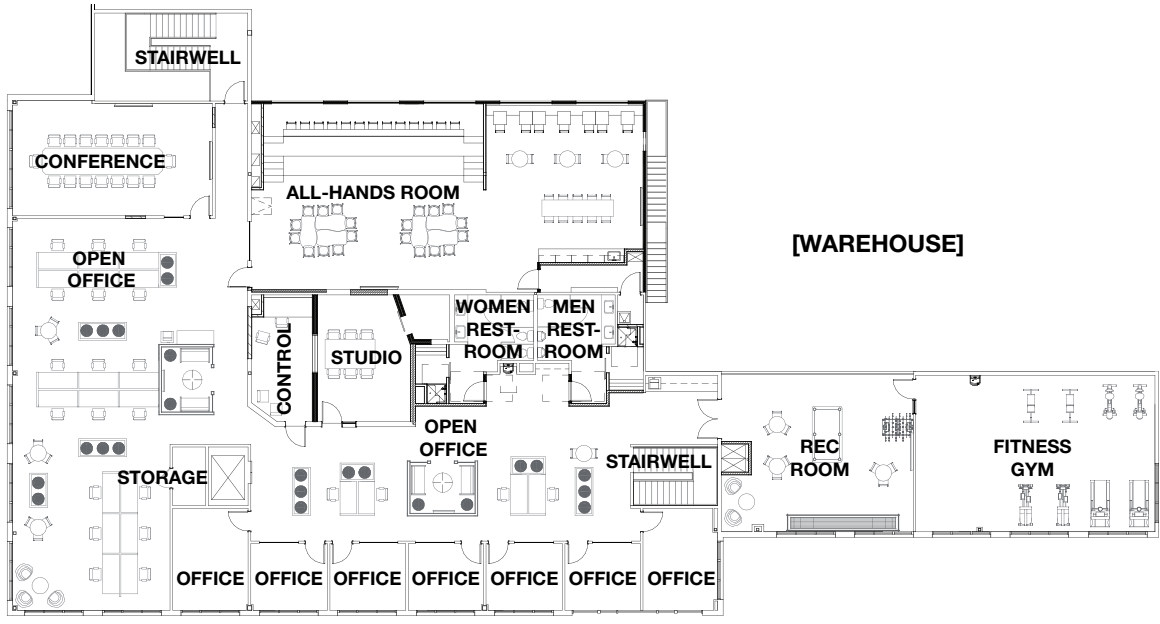 STAIRWELL
CONFERENCE
ALL-HANDS ROOM
[WAREHOUSE]
OPEN
OFFICE
CONTROL
STUDIO
WOMEN
REST-
ROOM
MEN
REST-
ROOM
OPEN
OFFICE
STORAGE
STAIRWELL
REC
ROOM
FITNESS
GYM
OFFICE
OFFICE
OFFICE
OFFICE
OFFICE
OFFICE
OFFICE